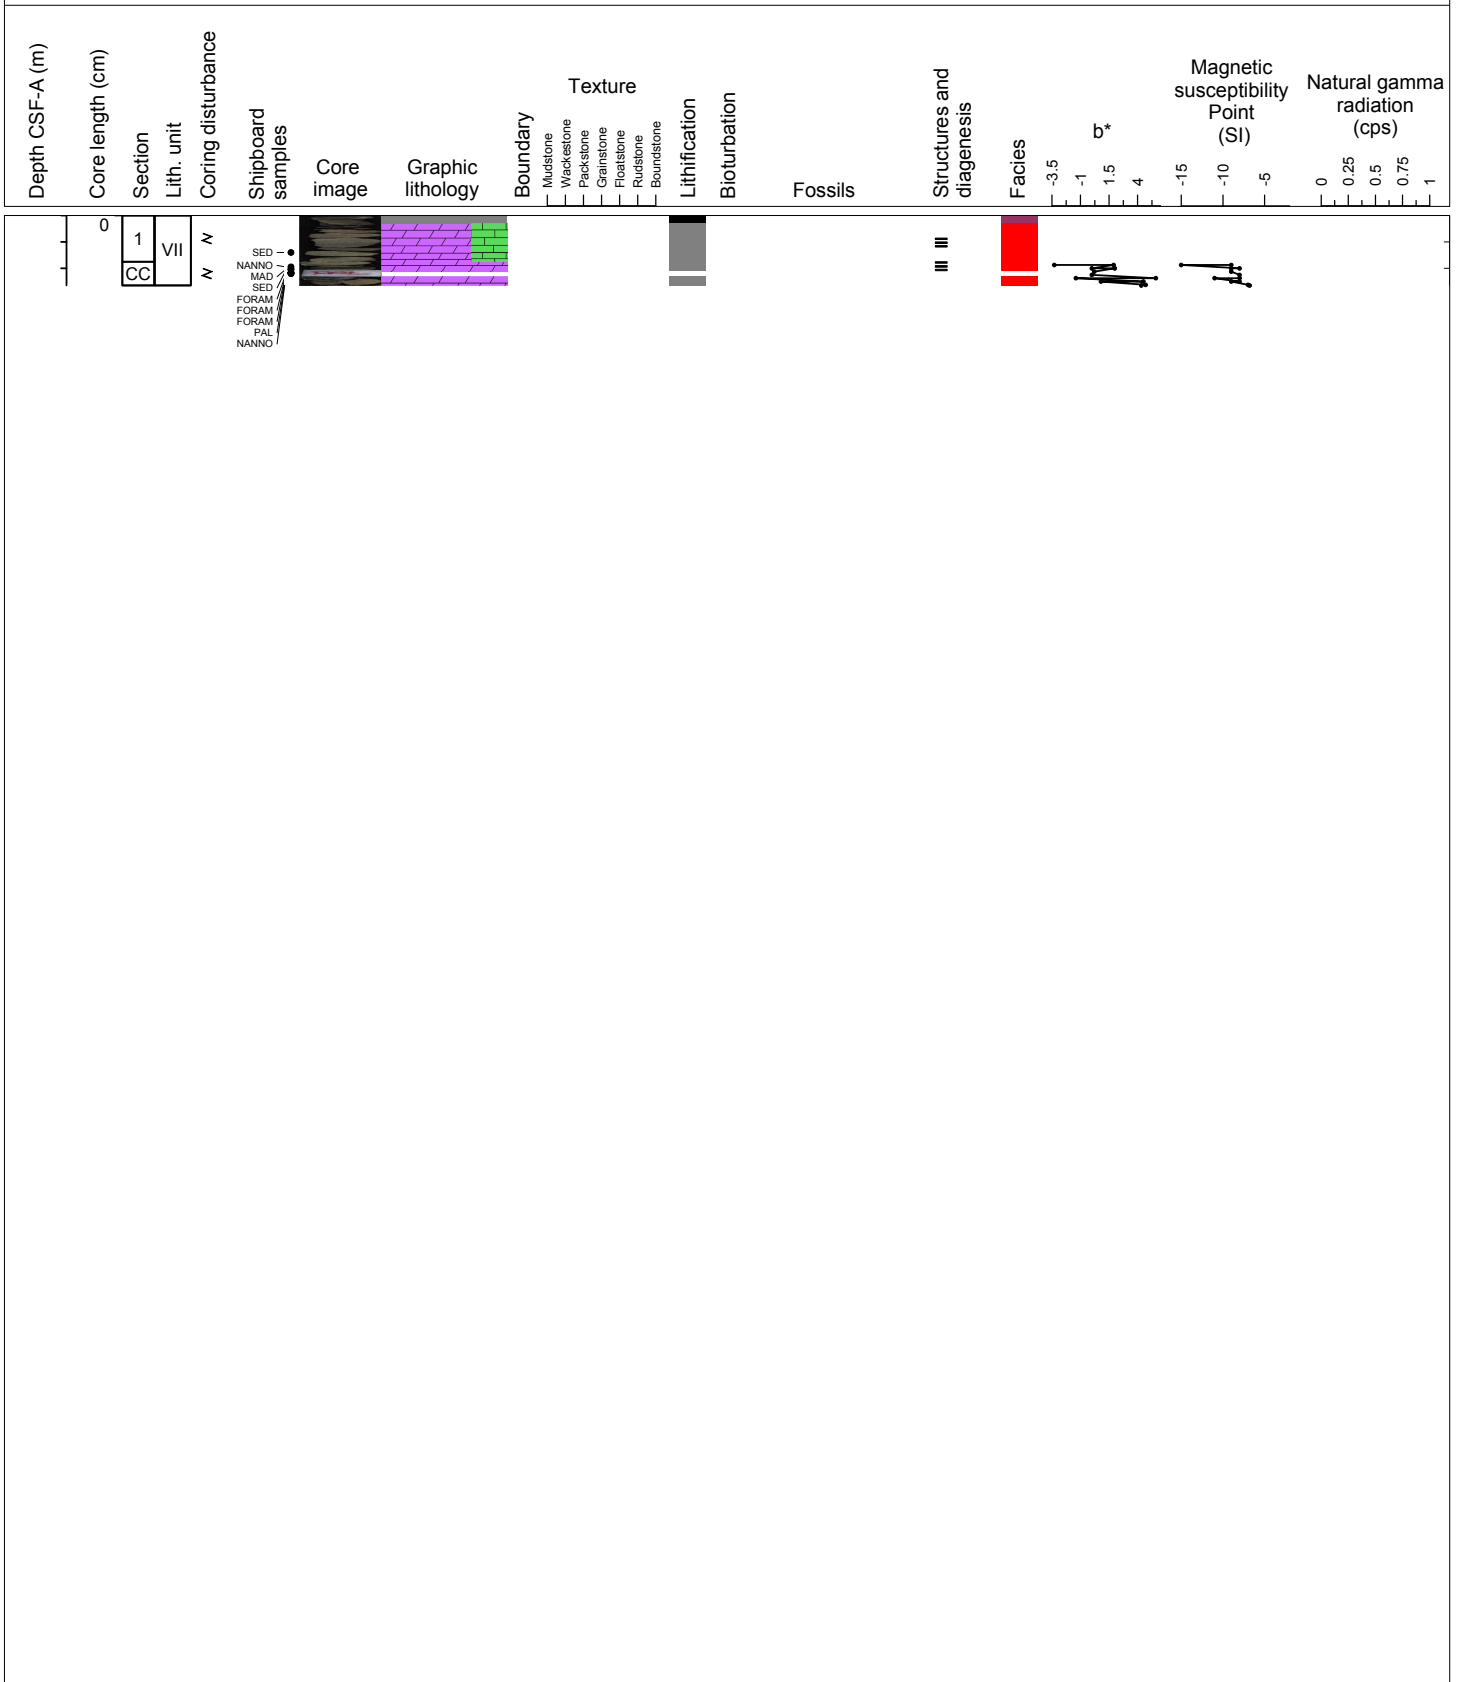 Depth CSF-A (m)
Core length (cm)
Section
Lith. unit
Coring disturbance
Shipboard
samples
Core
image
Graphic
lithology
Boundary
Texture
Mudstone
Wackestone
Packstone
Grainstone
Floatstone
Rudstone
Boundstone
Lithification
Bioturbation
Fossils
Structures and
diagenesis
Facies
b*
-3.5
-1
1.5
4
Magnetic
susceptibility
Point
(SI)
-15
-10
-5
Natural gamma
radiation
(cps)
0
0.25
0.5
0.75
1
0
1
CC
VII
SED
NANNO
MAD
SED
FORAM
FORAM
FORAM
PAL
NANNO